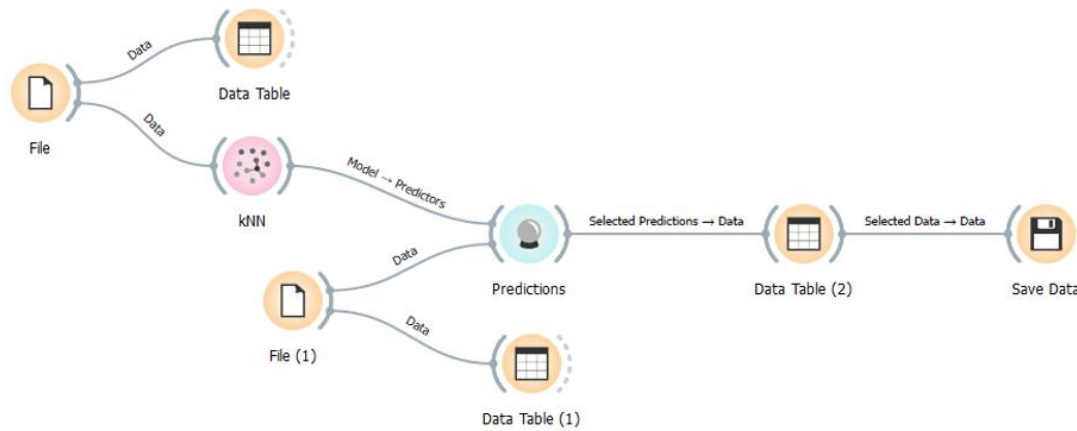 Data
Data Table
File
Data
kNN
Model → Predictors
Data
File (1)
Data
Data Table (1)
Predictions
Selected Predictions → Data
Data Table (2)
Selected Data → Data
Save Data